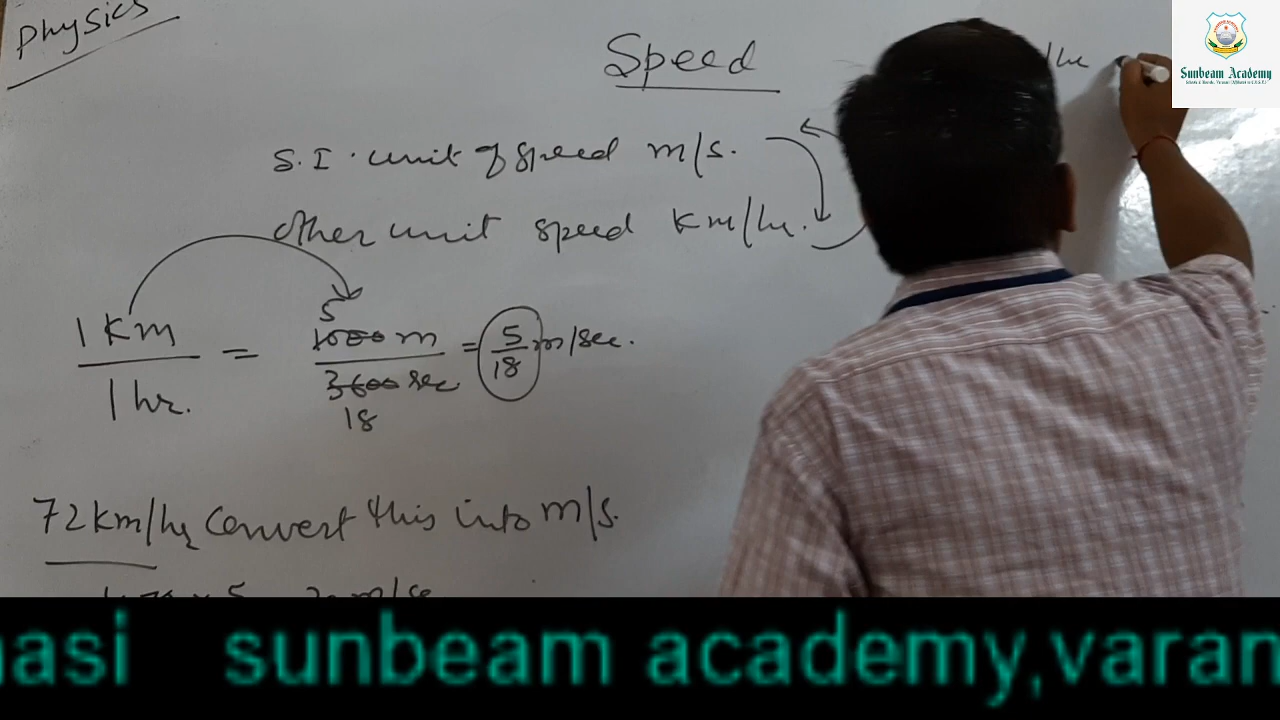 Physics
Speed
/hr
Sunbeam Academy
S.I. unit of speed m/s.
other unit speed Km/hr.
5
1 Km 1000 m 5
= = m/sec.
1 hr. 3600 sec 18
18
72 km/hr convert this into m/s.
sunbeam academy,varan